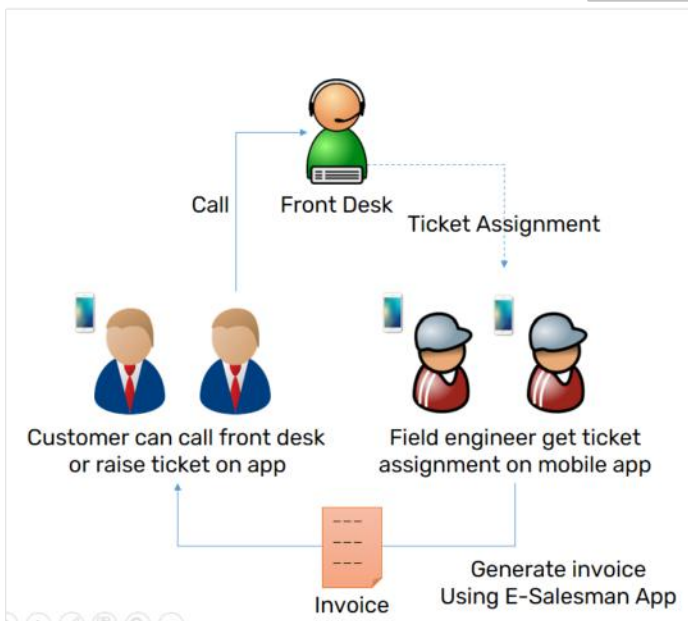 Call
Front Desk
Ticket Assignment
Customer can call front desk
or raise ticket on app
Field engineer get ticket
assignment on mobile app
Invoice
Generate invoice
Using E-Salesman App